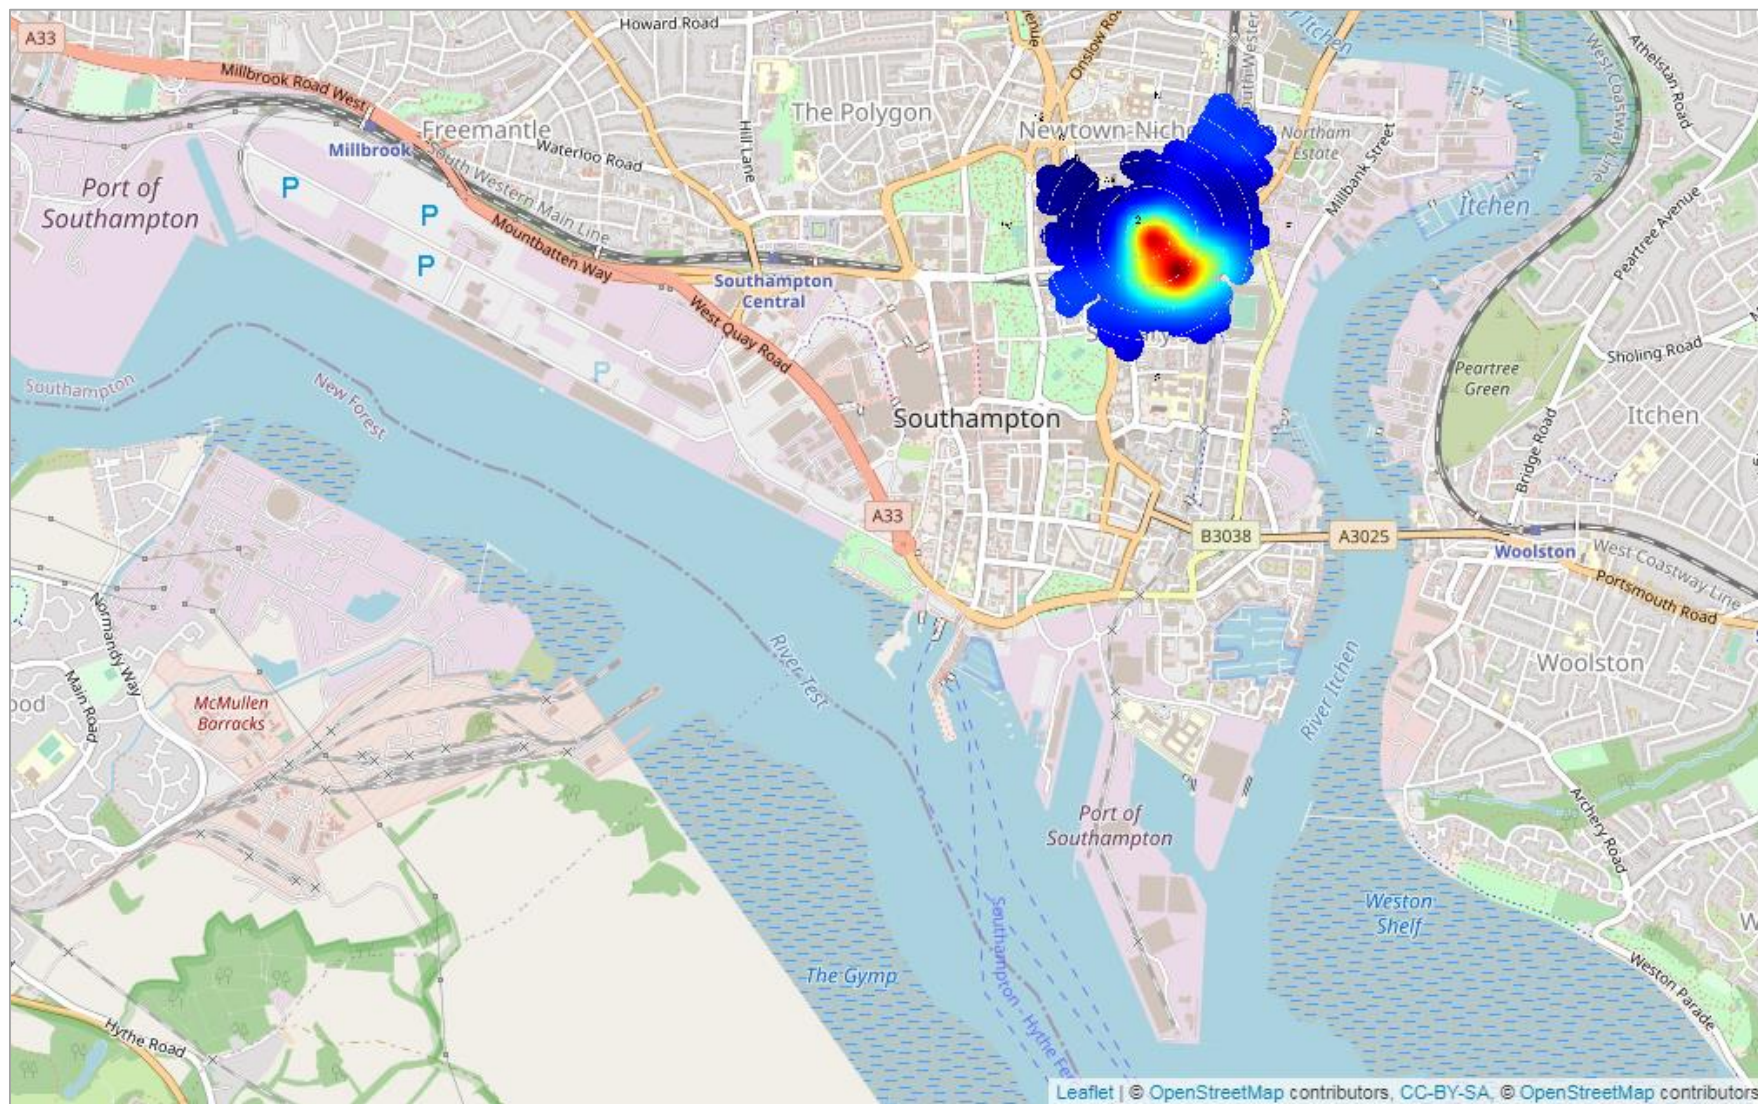 Howard Road
A33
Millbrook Road West
The Polygon
Onslow
Athelstan Road
West Coastway Line
Freemantle
Waterloo Road
Hill Lane
Newtown-Nich
Northam
Estate
Millbank Street
Millbrook
South Western Main Line
Port of
Southampton
P
P
P
Mountbatten Way
Itchen
Peartree Avenue
Southampton
Central
West Quay Road
P
Southampton
New Forest
Sholing Road
Peartree
Green
Southampton
Itchen
Bridge Road
A33
B3038
A3025
Woolston
West Coastway Line
Portsmouth Road
Normandy Way
Main Road
River Test
River Itchen
Woolston
McMullen
Barracks
Port of
Southampton
Archery Road
Weston
Shelf
Southampton - Hythe Fe
The Gymp
Weston Parade
Hythe Road
Leaflet | © OpenStreetMap contributors, CC-BY-SA, © OpenStreetMap contributors